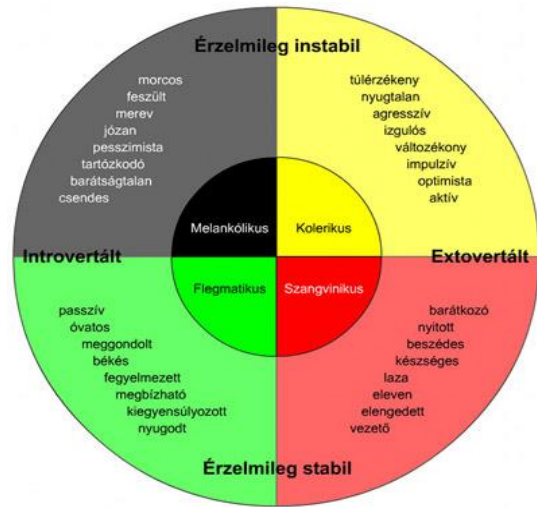 Érzelmileg instabil
morcos
feszült
merev
józan
pesszimista
tartózkodó
barátságtalan
csendes
túlérzékeny
nyugtalan
agresszív
izgulós
változékony
impulzív
optimista
aktív
Melankólikus
Kolerikus
Introvertált
Extovertált
Flegmatikus
Szangvinikus
passzív
óvatos
meggondolt
békés
fegyelmezett
megbízható
kiegyensúlyozott
nyugodt
barátkozó
nyitott
beszédes
készséges
laza
eleven
elengedett
vezető
Érzelmileg stabil